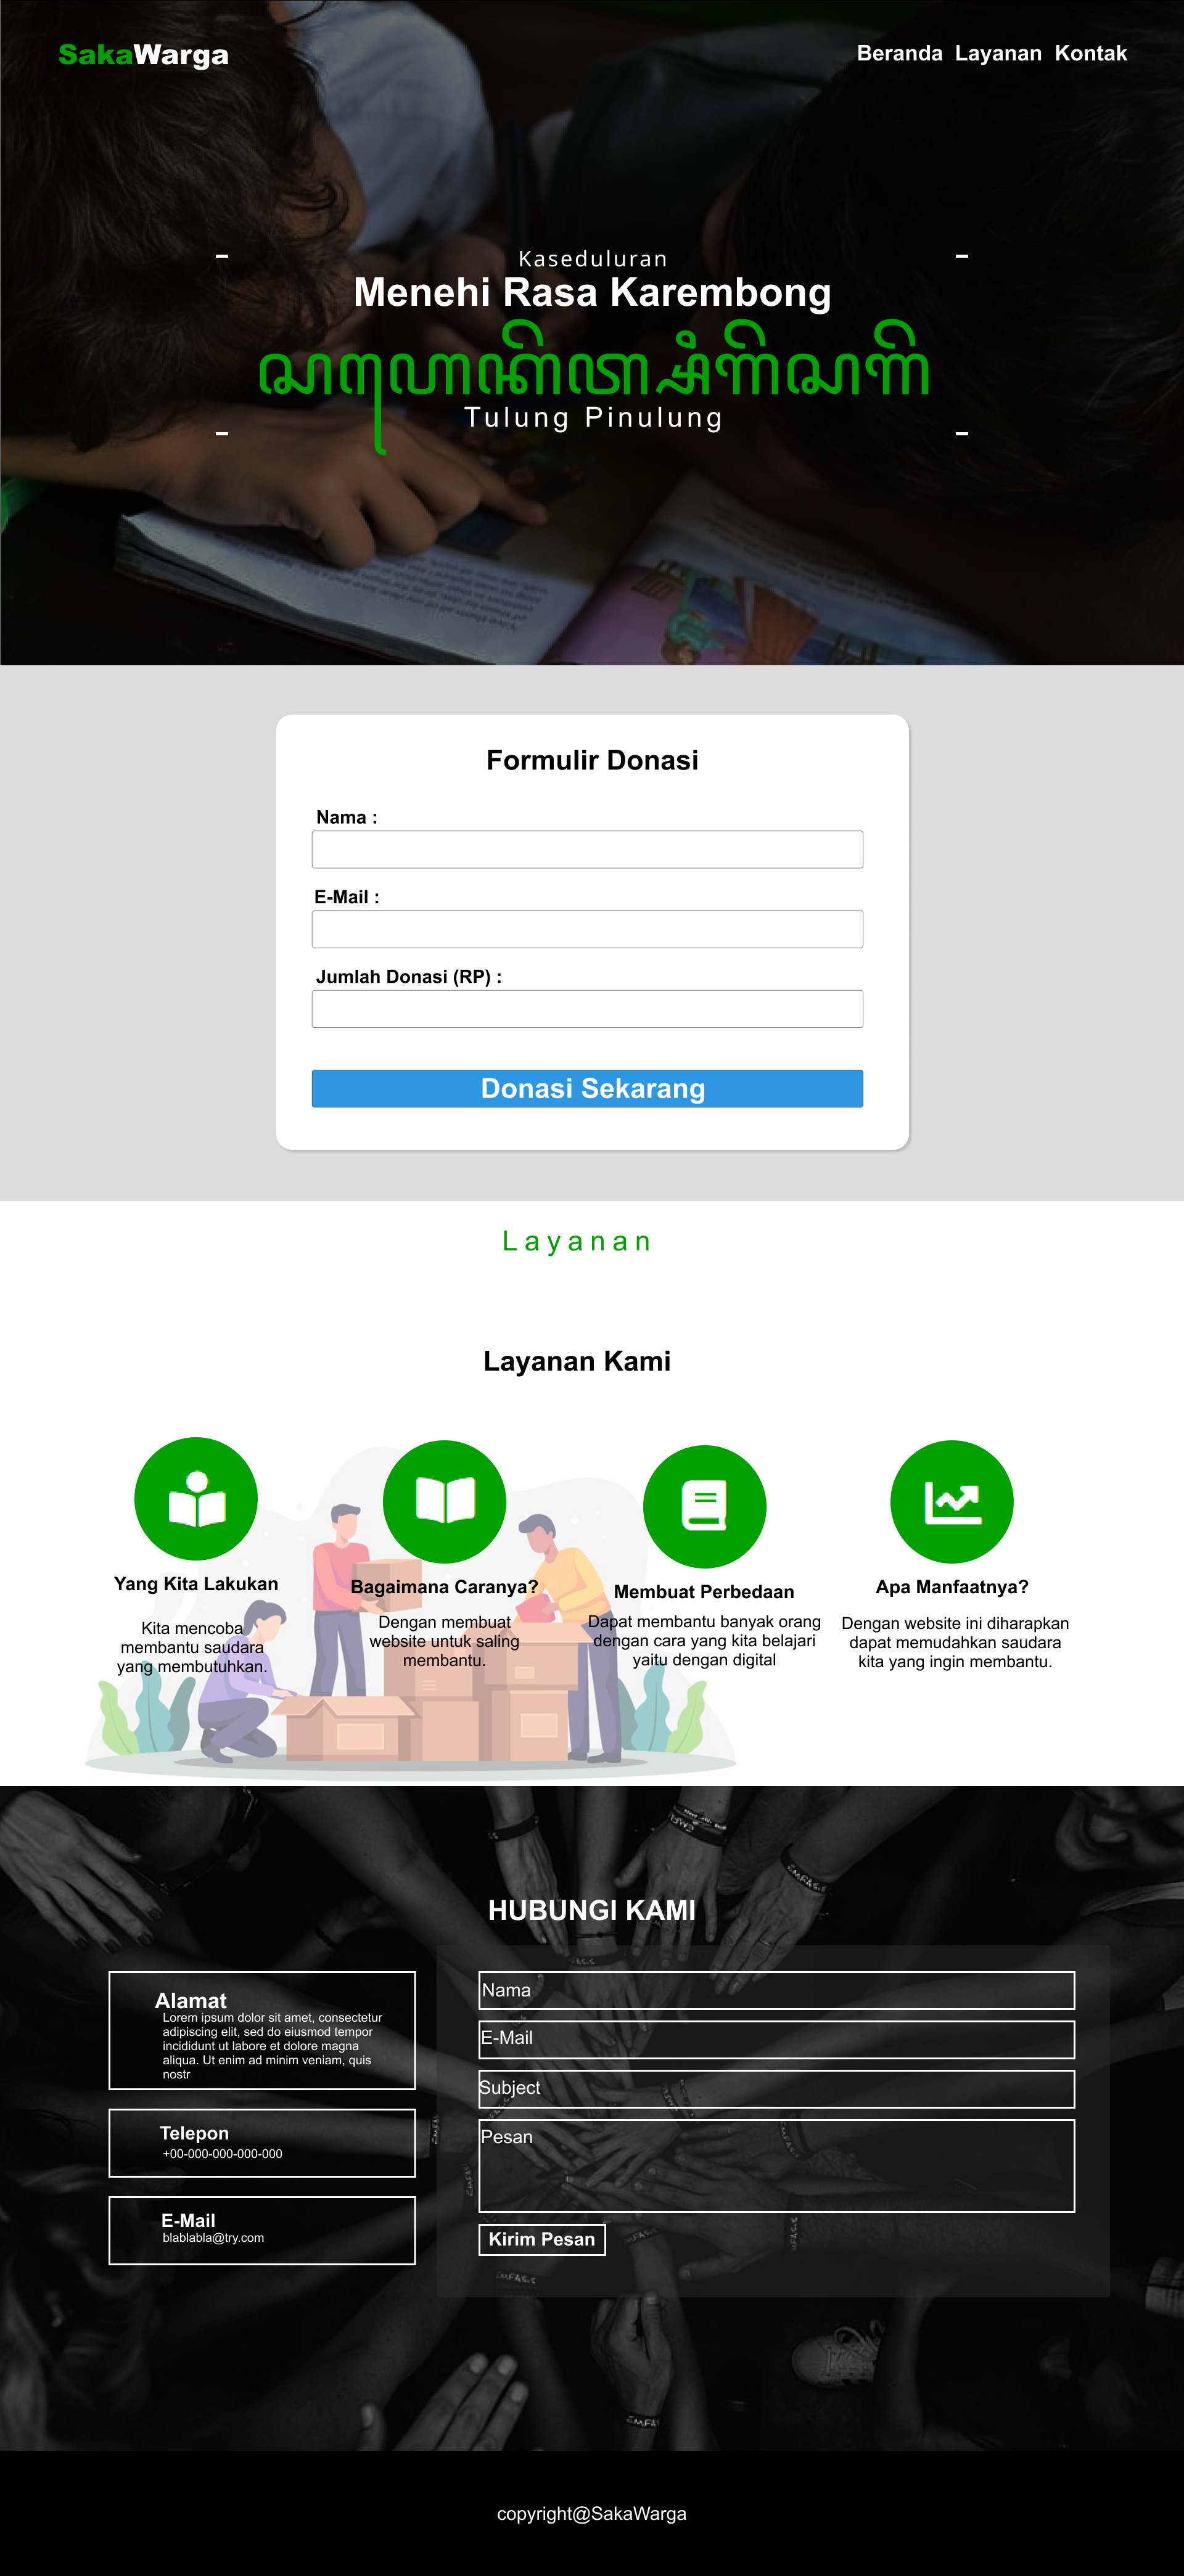 SakaWarga
Beranda Layanan Kontak
Kaseduluran
Menehi Rasa Karembong
Tulung Pinulung
Formulir Donasi
Nama :
E-Mail :
Jumlah Donasi (RP) :
Donasi Sekarang
Layanan
Layanan Kami
Yang Kita Lakukan
Kita mencoba
membantu saudara
yang membutuhkan.
Bagaimana Caranya?
Dengan membuat
website untuk saling
membantu.
Membuat Perbedaan
Dapat membantu banyak orang
dengan cara yang kita belajari
yaitu dengan digital
Apa Manfaatnya?
Dengan website ini diharapkan
dapat memudahkan saudara
kita yang ingin membantu.
HUBUNGI KAMI
Alamat
Lorem ipsum dolor sit amet, consectetur
adipiscing elit, sed do eiusmod tempor
incididunt ut labore et dolore magna
aliqua. Ut enim ad minim veniam, quis
nostr
Telepon
+00-000-000-000-000
E-Mail
blablabla@try.com
Nama
E-Mail
Subject
Pesan
Kirim Pesan
copyright@SakaWarga